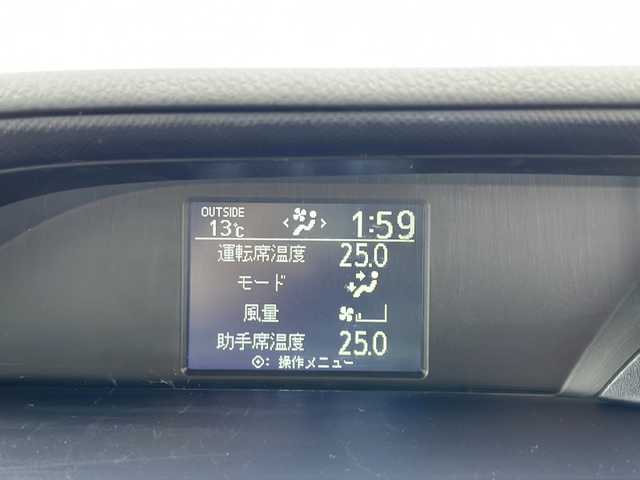 OUTSIDE
13℃ 1:59
運転席温度 25.0
モード
風量
助手席温度 25.0
: 操作メニュー